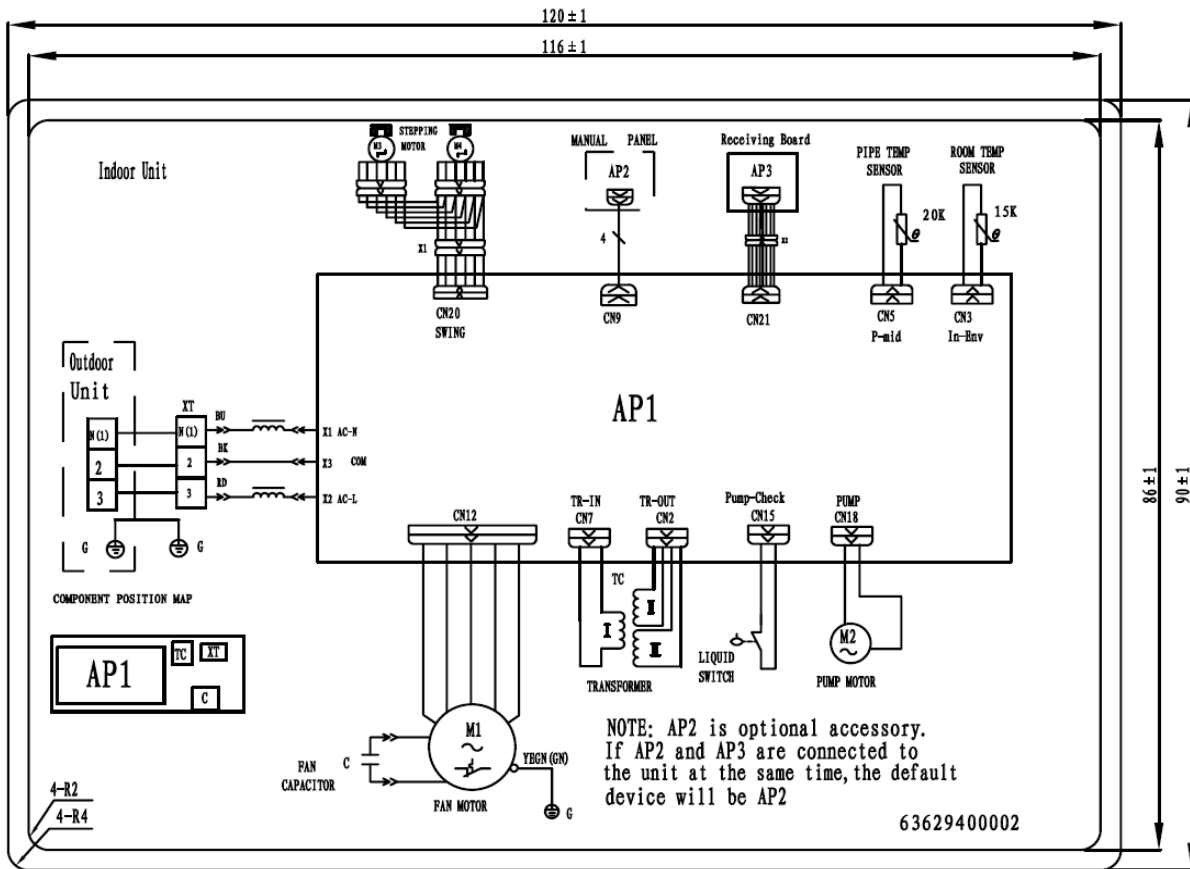 120±1
116±1
Indoor Unit
STEPPING
MOTOR
M3
M4
X1
CN20
SWING
MANUAL PANEL
AP2
4
CN9
Receiving Board
AP3
CN21
PIPE TEMP
SENSOR
20K
CN5
P-mid
ROOM TEMP
SENSOR
15K
CN3
In-Env
θ
θ
Outdoor
Unit
N(1)
2
3
XT
N(1)
2
3
BU
BK
RD
X1 AC-N
X3 COM
X2 AC-L
G
G
AP1
CN12
TR-IN
CN7
TR-OUT
CN2
Pump-Check
CN15
PUMP
CN18
TC
I
II
II
TRANSFORMER
LIQUID
SWITCH
M2
PUMP MOTOR
COMPONENT POSITION MAP
AP1
TC
XT
C
FAN
CAPACITOR
C
M1
FAN MOTOR
YEGN(GN)
G
NOTE: AP2 is optional accessory.
If AP2 and AP3 are connected to
the unit at the same time, the default
device will be AP2
63629400002
4-R2
4-R4
86±1
90±1